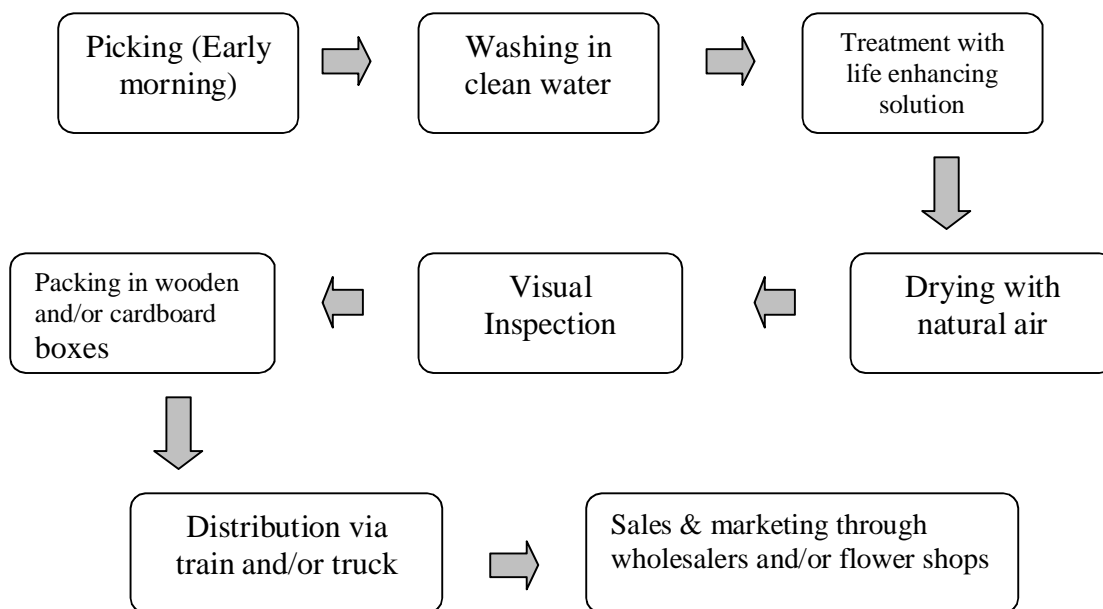 Picking (Early
morning)
Washing in
clean water
Treatment with
life enhancing
solution
Drying with
natural air
Visual
Inspection
Packing in wooden
and/or cardboard
boxes
Distribution via
train and/or truck
Sales & marketing through
wholesalers and/or flower shops